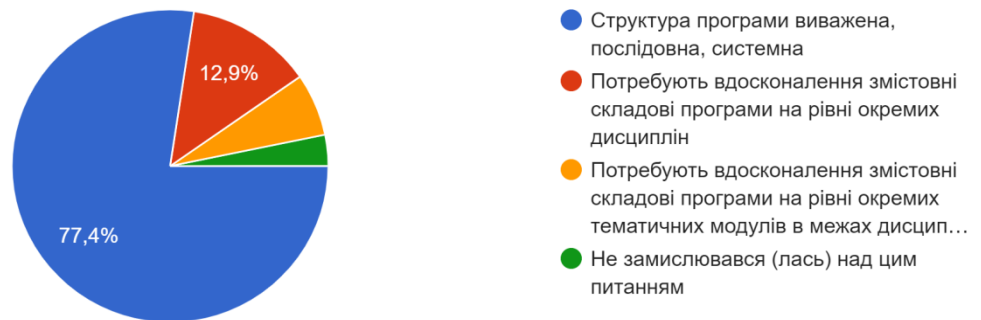 12,9%
77,4%
Структура програми виважена,
послідовна, системна
Потребують вдосконалення змістовні
складові програми на рівні окремих
дисциплін
Потребують вдосконалення змістовні
складові програми на рівні окремих
тематичних модулів в межах дисцип…
Не замислювався (лась) над цим
питанням